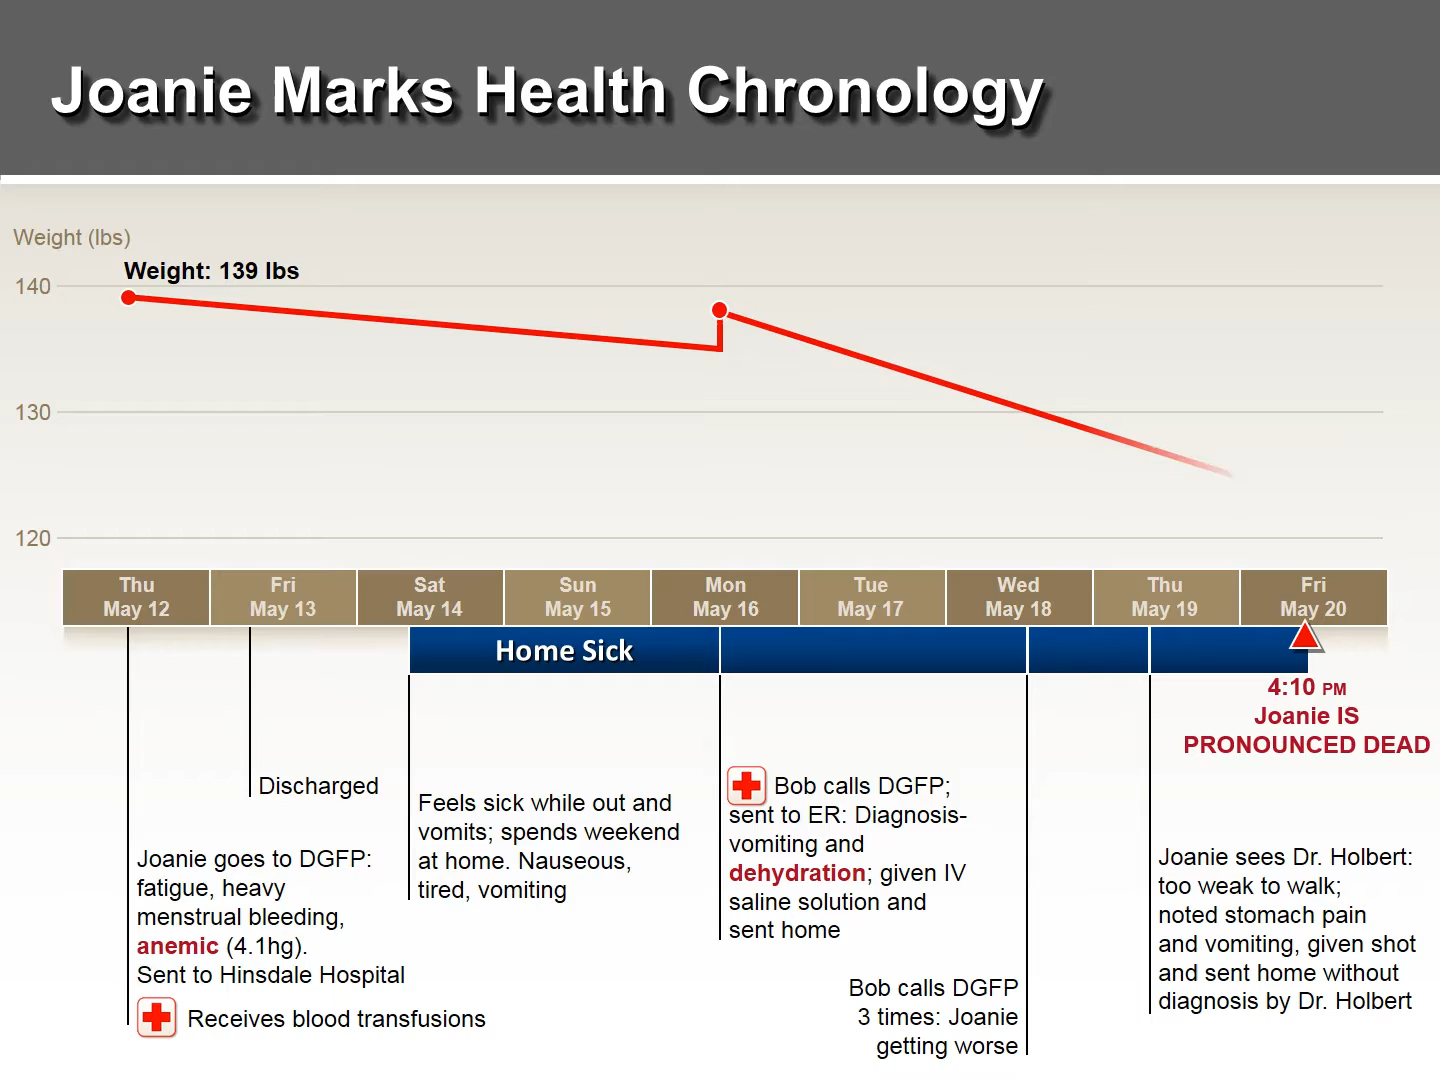 Joanie Marks Health Chronology
Weight (lbs)
Weight: 139 lbs
140
130
120
Thu
May 12
Fri
May 13
Sat
May 14
Sun
May 15
Mon
May 16
Tue
May 17
Wed
May 18
Thu
May 19
Fri
May 20
Home Sick
4:10 PM
Joanie IS
PRONOUNCED DEAD
Joanie goes to DGFP:
fatigue, heavy
menstrual bleeding,
anemic (4.1hg).
Sent to Hinsdale Hospital
Receives blood transfusions
Discharged
Feels sick while out and
vomits; spends weekend
at home. Nauseous,
tired, vomiting
Bob calls DGFP;
sent to ER: Diagnosis-
vomiting and
dehydration; given IV
saline solution and
sent home
Bob calls DGFP
3 times: Joanie
getting worse
Joanie sees Dr. Holbert:
too weak to walk;
noted stomach pain
and vomiting, given shot
and sent home without
diagnosis by Dr. Holbert